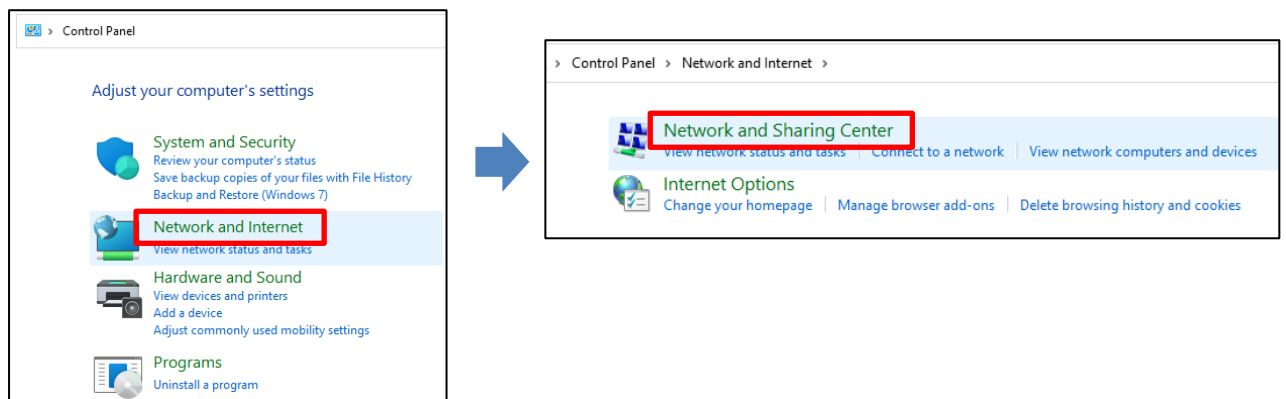 > Control Panel
Adjust your computer's settings
System and Security
Review your computer's status
Save backup copies of your files with File History
Backup and Restore (Windows 7)
Network and Internet
View network status and tasks
Hardware and Sound
View devices and printers
Add a device
Adjust commonly used mobility settings
Programs
Uninstall a program
> Control Panel > Network and Internet >
Network and Sharing Center
View network status and tasks | Connect to a network | View network computers and devices
Internet Options
Change your homepage | Manage browser add-ons | Delete browsing history and cookies